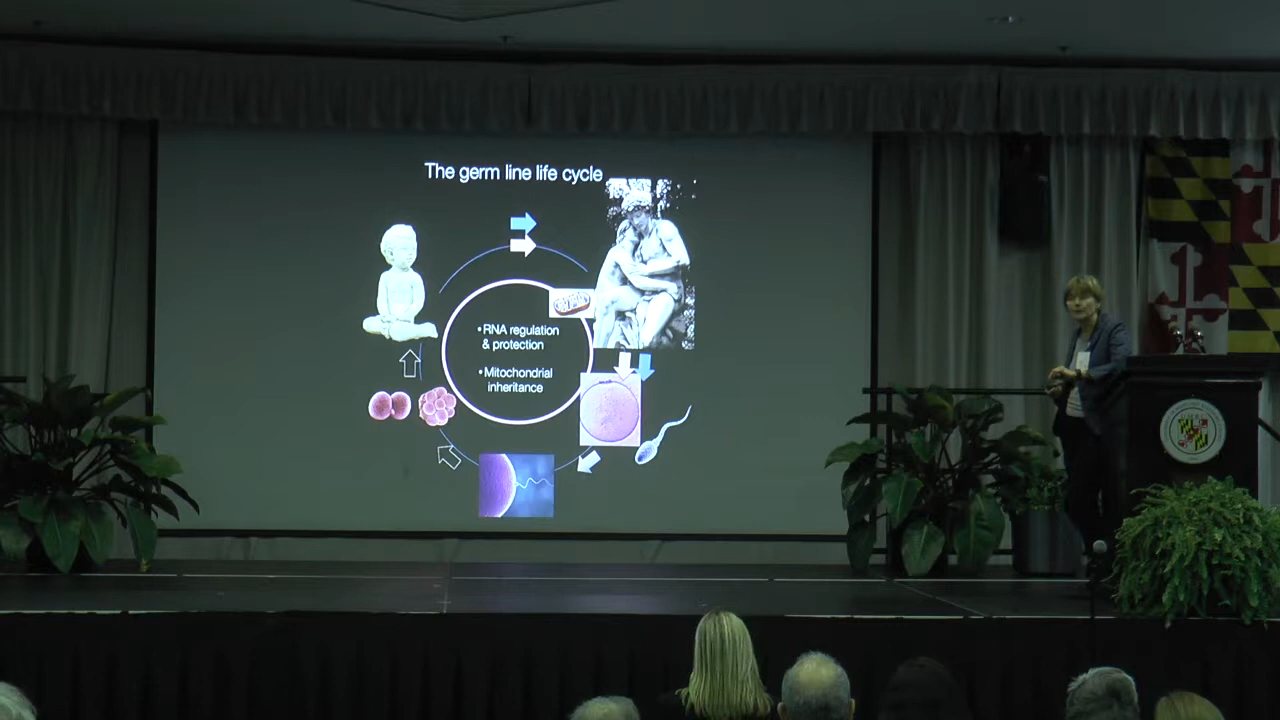 The germ line life cycle
•RNA regulation
& protection
•Mitochondrial
inheritance